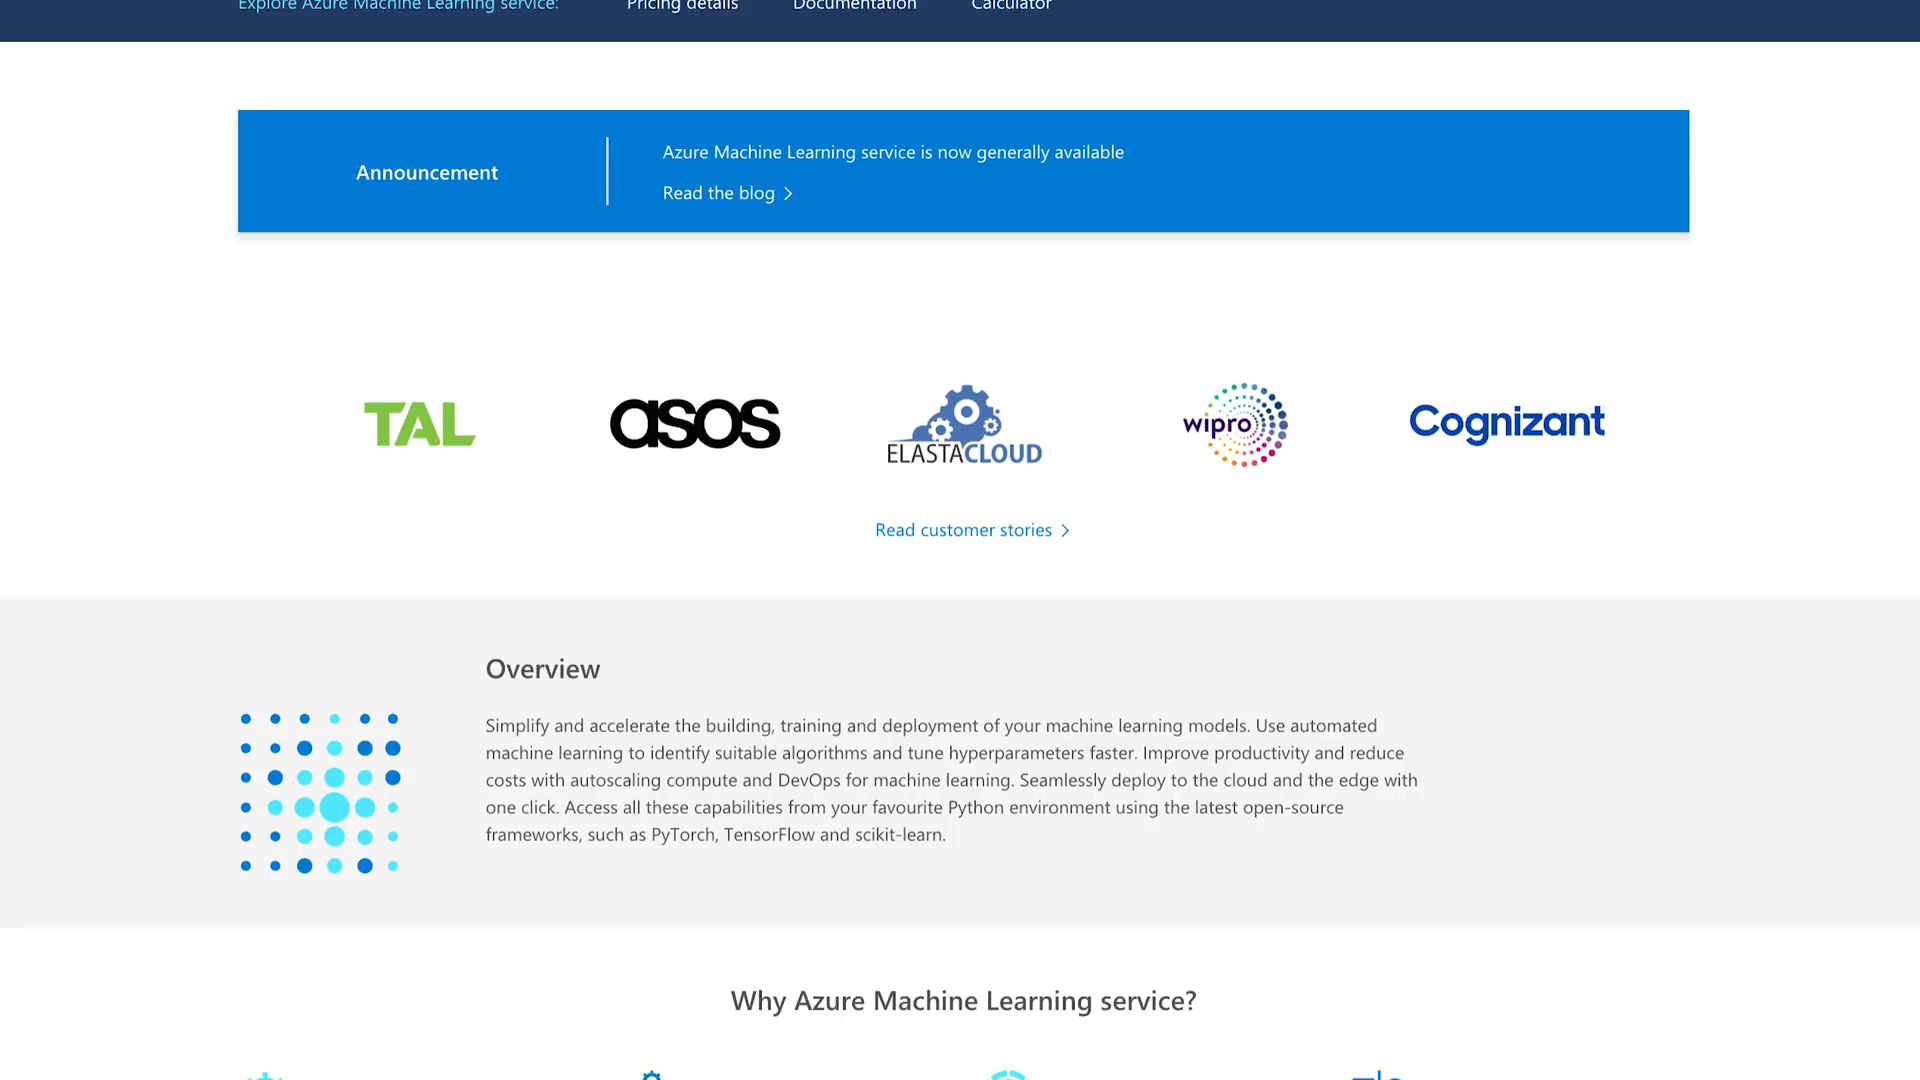 Explore Azure Machine Learning service:
Pricing details
Documentation
Calculator
Announcement
Azure Machine Learning service is now generally available
Read the blog
TAL
asos
ELASTACLOUD
wipro
Cognizant
Read customer stories
Overview
Simplify and accelerate the building, training and deployment of your machine learning models. Use automated
machine learning to identify suitable algorithms and tune hyperparameters faster. Improve productivity and reduce
costs with autoscaling compute and DevOps for machine learning. Seamlessly deploy to the cloud and the edge with
one click. Access all these capabilities from your favourite Python environment using the latest open-source
frameworks, such as PyTorch, TensorFlow and scikit-learn.
Why Azure Machine Learning service?